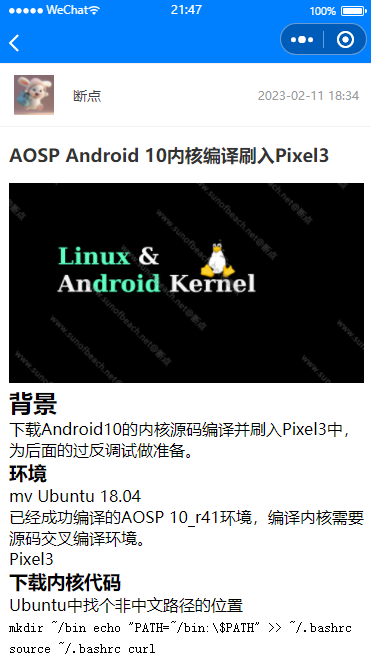 WeChat
21:47
100%
断点
2023-02-11 18:34
AOSP Android 10内核编译刷入Pixel3
Linux &
Android Kernel
www.sunofbeach.net@断点
背景
下载Android10的内核源码编译并刷入Pixel3中，
为后面的过反调试做准备。
环境
mv Ubuntu 18.04
已经成功编译的AOSP 10_r41环境，编译内核需要
源码交叉编译环境。
Pixel3
下载内核代码
Ubuntu中找个非中文路径的位置
mkdir ~/bin echo "PATH=~/bin:\$PATH" >> ~/.bashrc
source ~/.bashrc curl